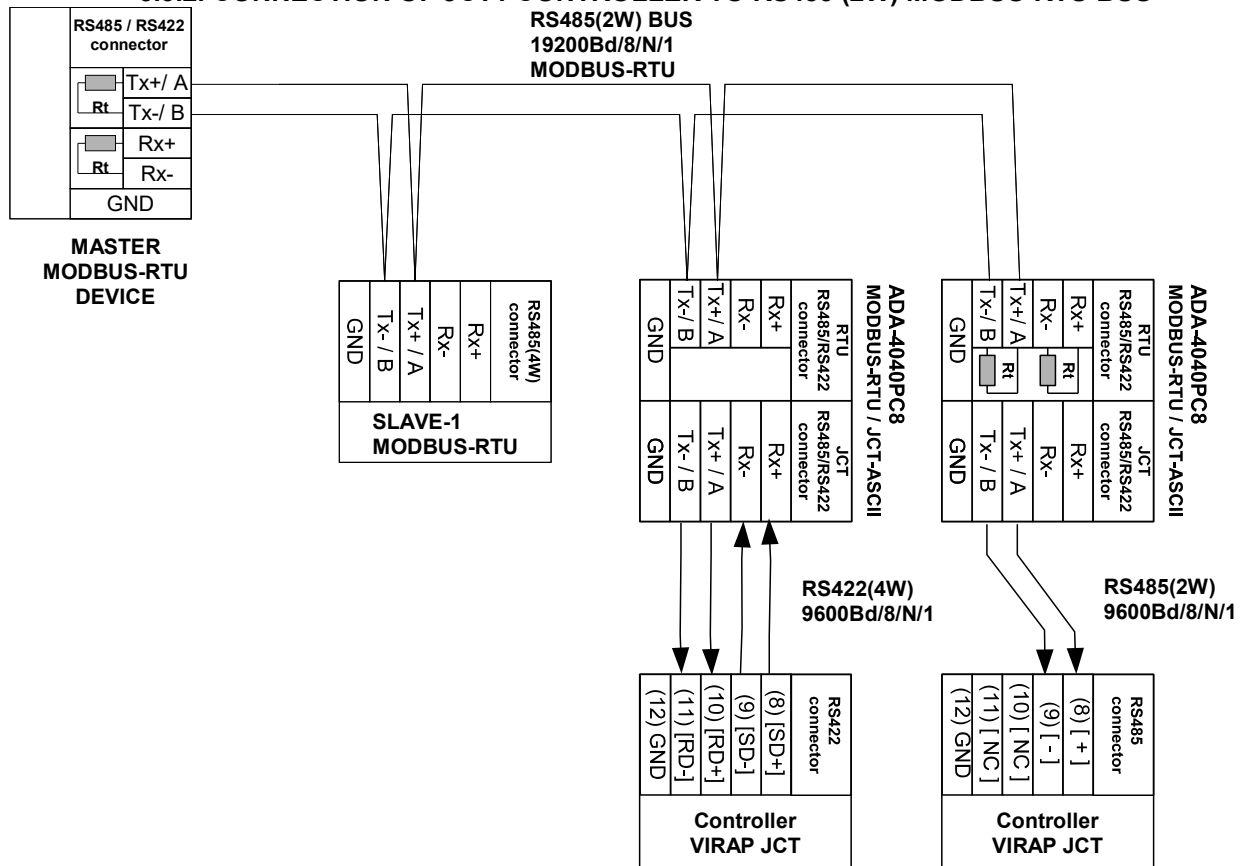 RS485(2W) BUS
19200Bd/8/N/1
MODBUS-RTU
RS485 / RS422
connector
Tx+/ A
Rt
Tx-/ B
Rx+
Rt
Rx-
GND
MASTER
MODBUS-RTU
DEVICE
RS485(4W)
connector
Rx+
Rx-
Tx+ / A
Tx- / B
GND
SLAVE-1
MODBUS-RTU
ADA-4040PC8
MODBUS-RTU / JCT-ASCII
RTU
RS485/RS422
connector
Rx+
Rx-
Tx+/ A
Tx-/ B
GND
JCT
RS485/RS422
connector
Rx+
Rx-
Tx+ / A
Tx- / B
GND
RS422(4W)
9600Bd/8/N/1
RS422
connector
(8) [SD+]
(9) [SD-]
(10) [RD+]
(11) [RD-]
(12) GND
Controller
VIRAP JCT
ADA-4040PC8
MODBUS-RTU / JCT-ASCII
RTU
RS485/RS422
connector
Rx+
Rx-
Tx+/ A
Tx-/ B
GND
Rt
Rt
JCT
RS485/RS422
connector
Rx+
Rx-
Tx+ / A
Tx- / B
GND
RS485(2W)
9600Bd/8/N/1
RS485
connector
(8) [ + ]
(9) [ - ]
(10) [ NC ]
(11) [ NC ]
(12) GND
Controller
VIRAP JCT